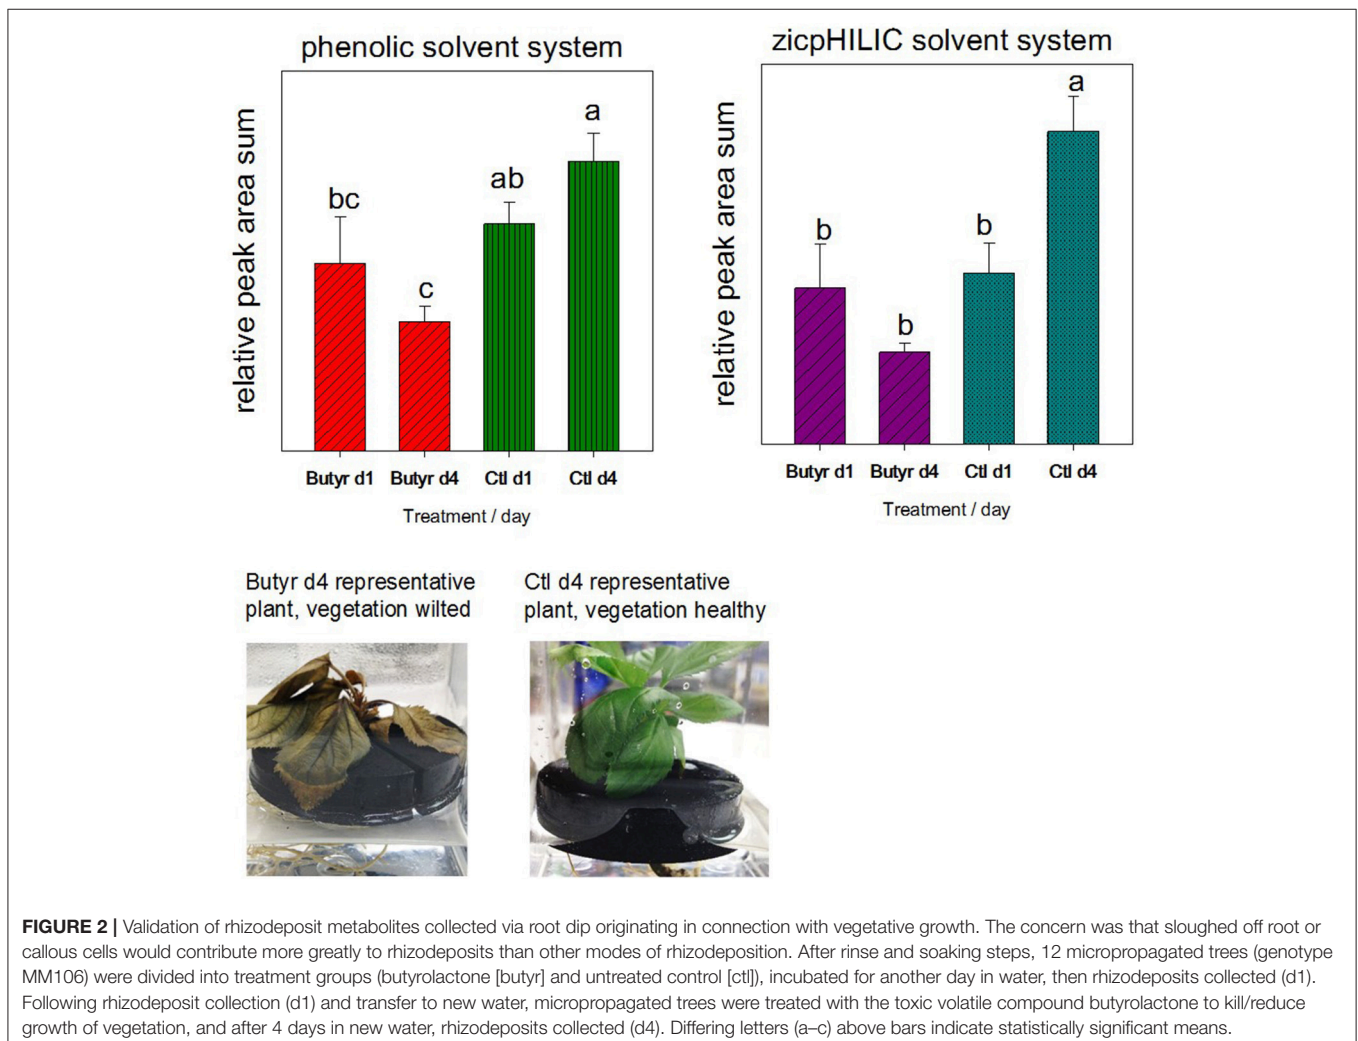 phenolic solvent system
relative peak area sum
bc
c
ab
a
Butyr d1 Butyr d4 Ctl d1 Ctl d4
Treatment / day
zicpHILIC solvent system
relative peak area sum
b
b
b
a
Butyr d1 Butyr d4 Ctl d1 Ctl d4
Treatment / day
Butyr d4 representative
plant, vegetation wilted
Ctl d4 representative
plant, vegetation healthy
FIGURE 2 | Validation of rhizodeposit metabolites collected via root dip originating in connection with vegetative growth. The concern was that sloughed off root or
callous cells would contribute more greatly to rhizodeposits than other modes of rhizodeposition. After rinse and soaking steps, 12 micropropagated trees (genotype
MM106) were divided into treatment groups (butyrolactone [butyr] and untreated control [ctl]), incubated for another day in water, then rhizodeposits collected (d1).
Following rhizodeposit collection (d1) and transfer to new water, micropropagated trees were treated with the toxic volatile compound butyrolactone to kill/reduce
growth of vegetation, and after 4 days in new water, rhizodeposits collected (d4). Differing letters (a–c) above bars indicate statistically significant means.